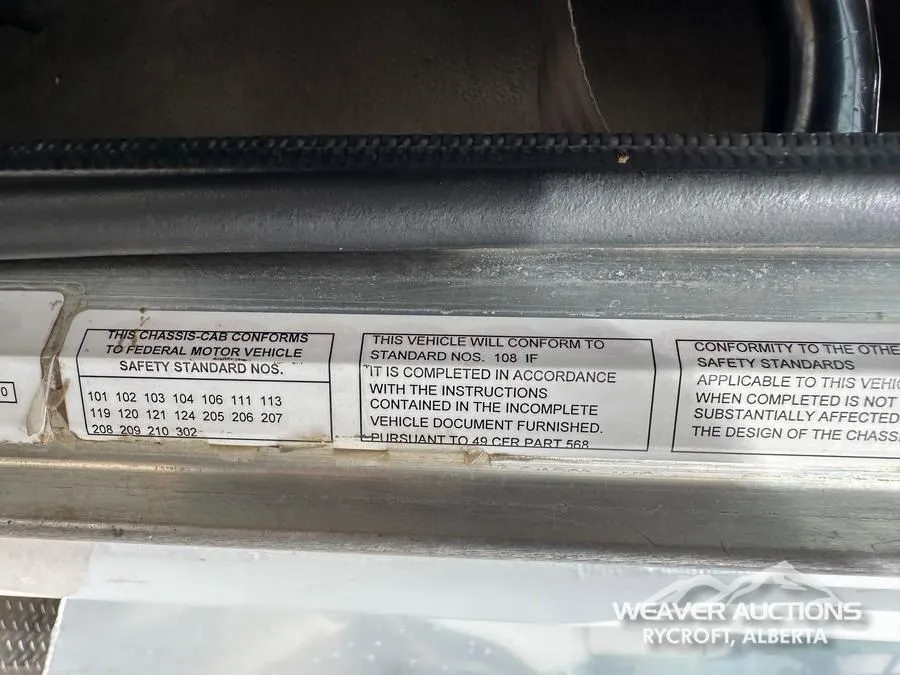 0
THIS CHASSIS-CAB CONFORMS
TO FEDERAL MOTOR VEHICLE
SAFETY STANDARD NOS.
101 102 103 104 106 111 113
119 120 121 124 205 206 207
208 209 210 302
THIS VEHICLE WILL CONFORM TO
STANDARD NOS. 108 IF
IT IS COMPLETED IN ACCORDANCE
WITH THE INSTRUCTIONS
CONTAINED IN THE INCOMPLETE
VEHICLE DOCUMENT FURNISHED.
PURSUANT TO 49 CFR PART 568
CONFORMITY TO THE OTHE
SAFETY STANDARDS
APPLICABLE TO THIS VEHIC
WHEN COMPLETED IS NOT
SUBSTANTIALLY AFFECTED
THE DESIGN OF THE CHASS
WEAVER AUCTIONS
RYCROFT, ALBERTA